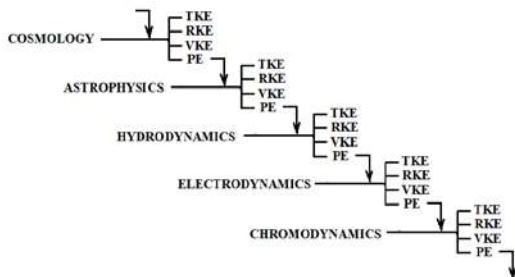 TKE
RKE
COSMOLOGY
VKE
PE
TKE
RKE
ASTROPHYSICS
VKE
PE
TKE
RKE
HYDRODYNAMICS
VKE
PE
TKE
RKE
ELECTRODYNAMICS
VKE
PE
TKE
RKE
CHROMODYNAMICS
VKE
PE